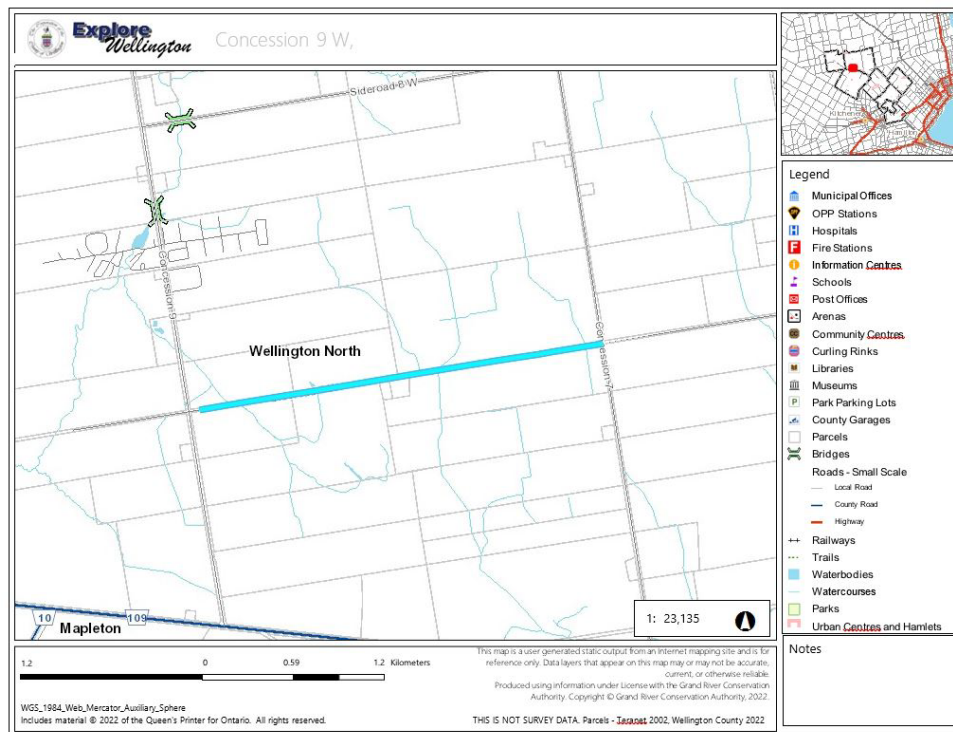 Explore
Wellington
Concession 9 W,
Sideroad 8 W
Concession 9
Concession 7
Wellington North
10
109
Mapleton
1: 23,135
Kitchener
Hamilton
Legend
Municipal Offices
OPP Stations
Hospitals
Fire Stations
Information Centres
Schools
Post Offices
Arenas
Community Centres
Curling Rinks
Libraries
Museums
Park Parking Lots
County Garages
Parcels
Bridges
Roads - Small Scale
Local Road
County Road
Highway
Railways
Trails
Waterbodies
Watercourses
Parks
Urban Centres and Hamlets
Notes
1.2 0 0.59 1.2 Kilometers
WGS_1984_Web_Mercator_Auxiliary_Sphere
Includes material © 2022 of the Queen's Printer for Ontario. All rights reserved.
This map is a user generated static output from an Internet mapping site and is for
reference only. Data layers that appear on this map may or may not be accurate,
current, or otherwise reliable.
Produced using information under License with the Grand River Conservation
Authority. Copyright © Grand River Conservation Authority, 2022.
THIS IS NOT SURVEY DATA. Parcels - Teranet 2002, Wellington County 2022